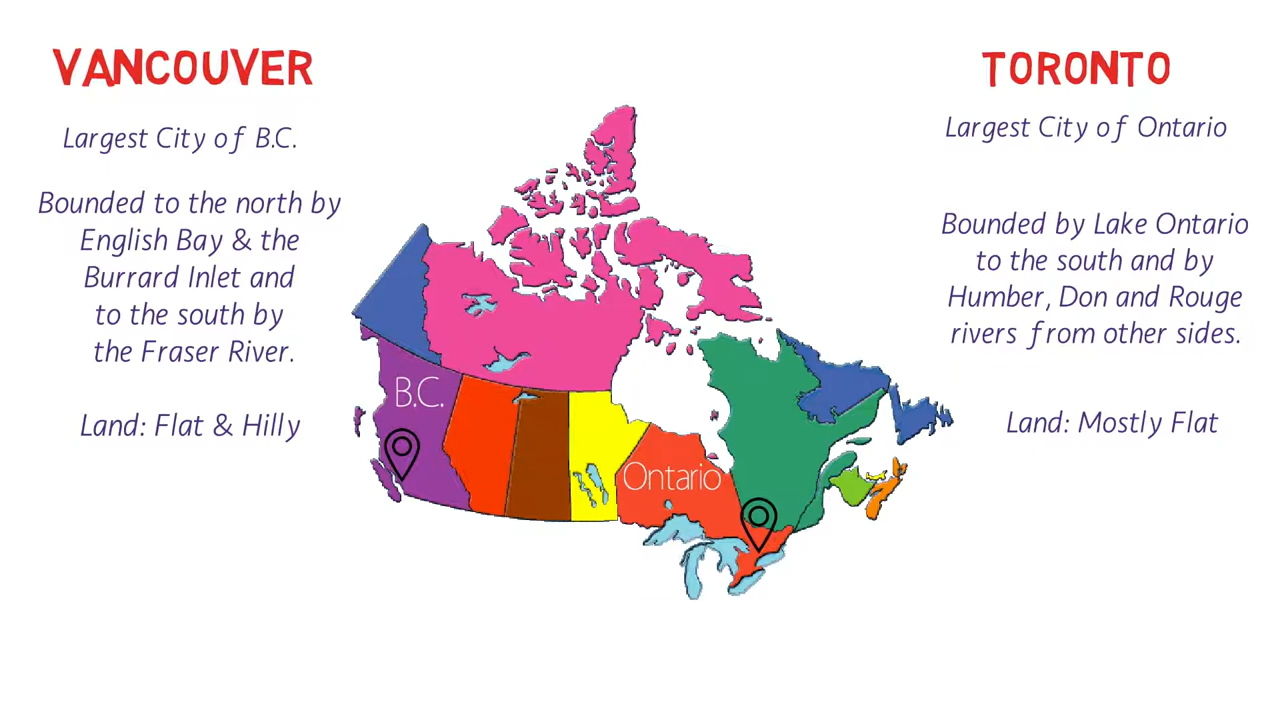 VANCOUVER
Largest City of B.C.
Bounded to the north by
English Bay & the
Burrard Inlet and
to the south by
the Fraser River.
Land: Flat & Hilly
B.C.
Ontario
TORONTO
Largest City of Ontario
Bounded by Lake Ontario
to the south and by
Humber, Don and Rouge
rivers from other sides.
Land: Mostly Flat